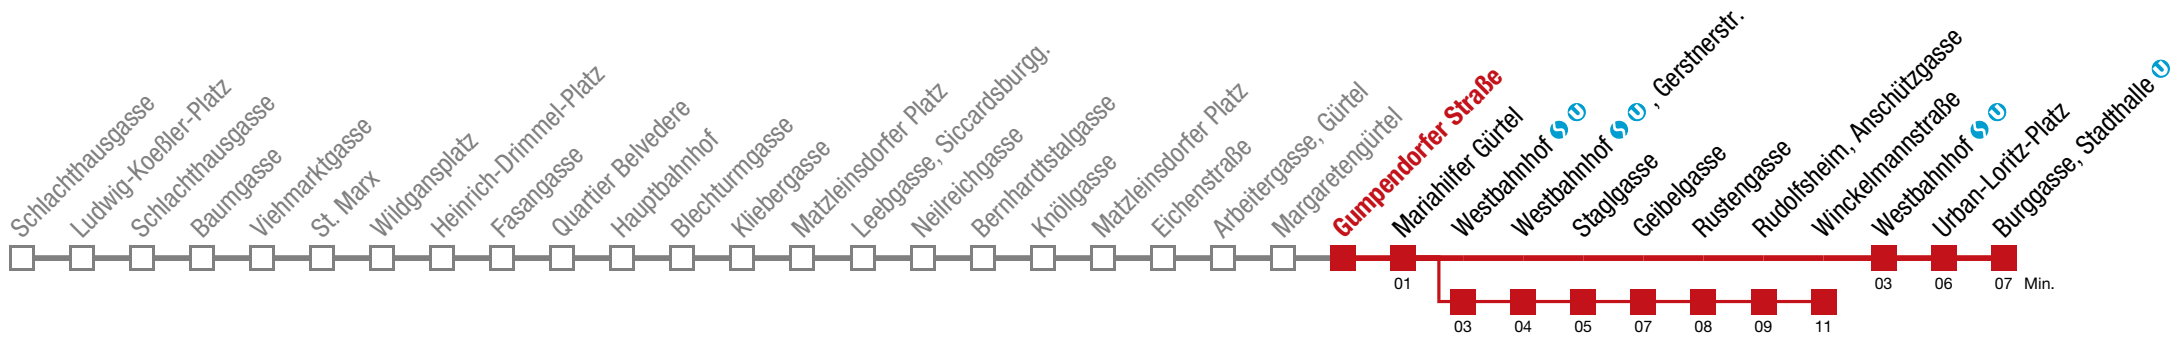 Schlachthausgasse
Ludwig-Koeßler-Platz
Schlachthausgasse
Baumgasse
Viehmarktgasse
St. Marx
Wildgansplatz
Heinrich-Drimmel-Platz
Fasangasse
Quartier Belvedere
Hauptbahnhof
Blechturmgasse
Kliebergasse
Matzleinsdorfer Platz
Leebgasse, Siccardsburgg.
Neilreichgasse
Bernhardtstalgasse
Knöllgasse
Matzleinsdorfer Platz
Eichenstraße
Arbeitergasse, Gürtel
Margaretengürtel
Gumpendorfer Straße
Mariahilfer Gürtel
Westbahnhof S U
Westbahnhof S U , Gerstnerstr.
Staglgasse
Geibelgasse
Rustengasse
Rudolfsheim, Anschützgasse
Winckelmannstraße
Westbahnhof S U
Urban-Loritz-Platz
Burggasse, Stadthalle U
01 03 06 07 Min.
03 04 05 07 08 09 11